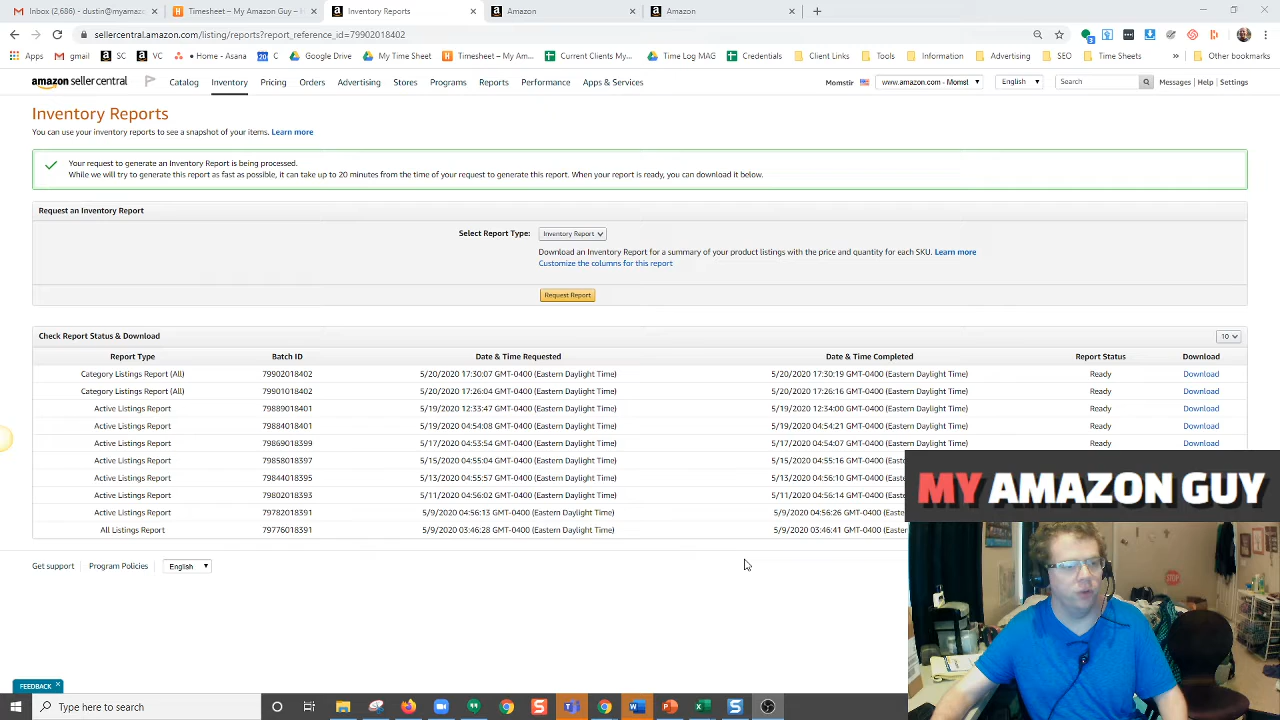 Inbox (2,686) - dustin@myamaz
Timesheet – My Amazon Guy –
Inventory Reports
Amazon
Amazon
sellercentral.amazon.com/listing/reports?report_reference_id=79902018402
Apps
gmail
SC
VC
• Home - Asana
C
Google Drive
My Time Sheet
Timesheet – My Am...
Current Clients My...
Time Log MAG
Credentials
Client Links
Tools
Information
Advertising
SEO
Time Sheets
»
Other bookmarks
amazon seller central
Catalog
Inventory
Pricing
Orders
Advertising
Stores
Programs
Reports
Performance
Apps & Services
Momstir
www.amazon.com - Momst
English
Search
Messages | Help | Settings
Inventory Reports
You can use your inventory reports to see a snapshot of your items. Learn more
Your request to generate an Inventory Report is being processed.
While we will try to generate this report as fast as possible, it can take up to 20 minutes from the time of your request to generate this report. When your report is ready, you can download it below.
Request an Inventory Report
Select Report Type: Inventory Report
Download an Inventory Report for a summary of your product listings with the price and quantity for each SKU. Learn more
Customize the columns for this report
Request Report
Check Report Status & Download
10
Report Type Batch ID Date & Time Requested Date & Time Completed Report Status Download
Category Listings Report (All) 79902018402 5/20/2020 17:30:07 GMT-0400 (Eastern Daylight Time) 5/20/2020 17:30:19 GMT-0400 (Eastern Daylight Time) Ready Download
Category Listings Report (All) 79901018402 5/20/2020 17:26:04 GMT-0400 (Eastern Daylight Time) 5/20/2020 17:26:16 GMT-0400 (Eastern Daylight Time) Ready Download
Active Listings Report 79889018401 5/19/2020 12:33:47 GMT-0400 (Eastern Daylight Time) 5/19/2020 12:34:00 GMT-0400 (Eastern Daylight Time) Ready Download
Active Listings Report 79884018401 5/19/2020 04:54:08 GMT-0400 (Eastern Daylight Time) 5/19/2020 04:54:21 GMT-0400 (Eastern Daylight Time) Ready Download
Active Listings Report 79869018399 5/17/2020 04:53:54 GMT-0400 (Eastern Daylight Time) 5/17/2020 04:54:07 GMT-0400 (Eastern Daylight Time) Ready Download
Active Listings Report 79858018397 5/15/2020 04:55:04 GMT-0400 (Eastern Daylight Time) 5/15/2020 04:55:16 GMT-0400 (Eastern
Active Listings Report 79844018395 5/13/2020 04:55:57 GMT-0400 (Eastern Daylight Time) 5/13/2020 04:56:10 GMT-0400 (Eastern
Active Listings Report 79802018393 5/11/2020 04:56:02 GMT-0400 (Eastern Daylight Time) 5/11/2020 04:56:14 GMT-0400 (Eastern
Active Listings Report 79782018391 5/9/2020 04:56:13 GMT-0400 (Eastern Daylight Time) 5/9/2020 04:56:26 GMT-0400 (Eastern
All Listings Report 79776018391 5/9/2020 03:46:28 GMT-0400 (Eastern Daylight Time) 5/9/2020 03:46:41 GMT-0400 (Eastern
MY AMAZON GUY
STOP
Get support
Program Policies
English
FEEDBACK
Type here to search